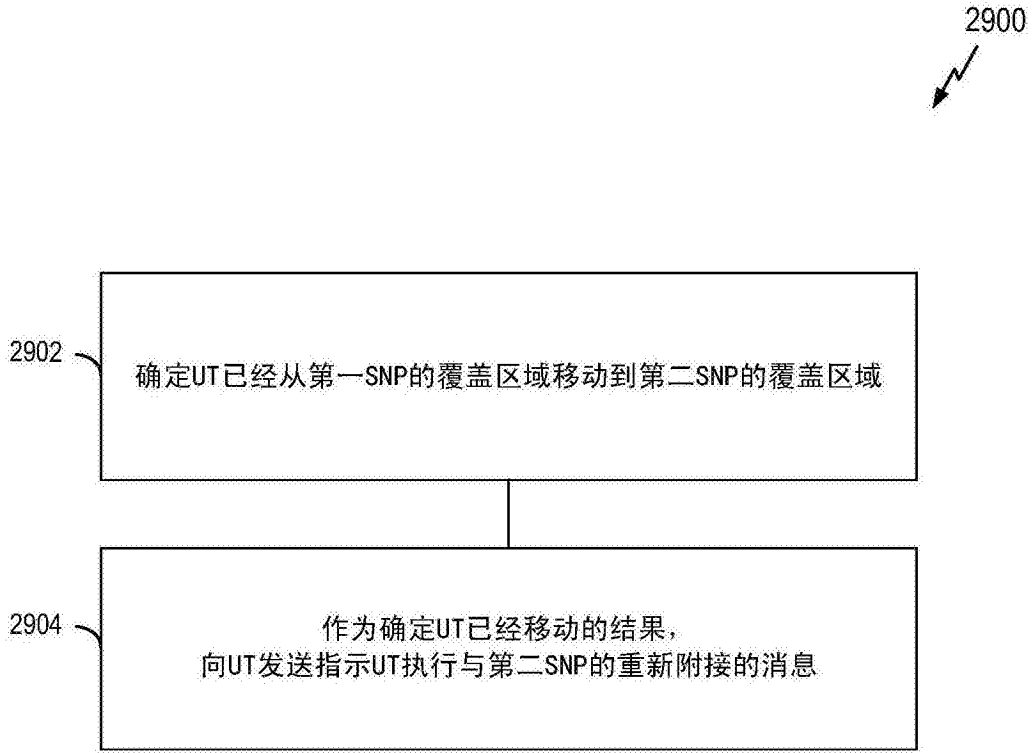 2900
2902
确定UT已经从第一SNP的覆盖区域移动到第二SNP的覆盖区域
2904
作为确定UT已经移动的结果,
向UT发送指示UT执行与第二SNP的重新附接的消息